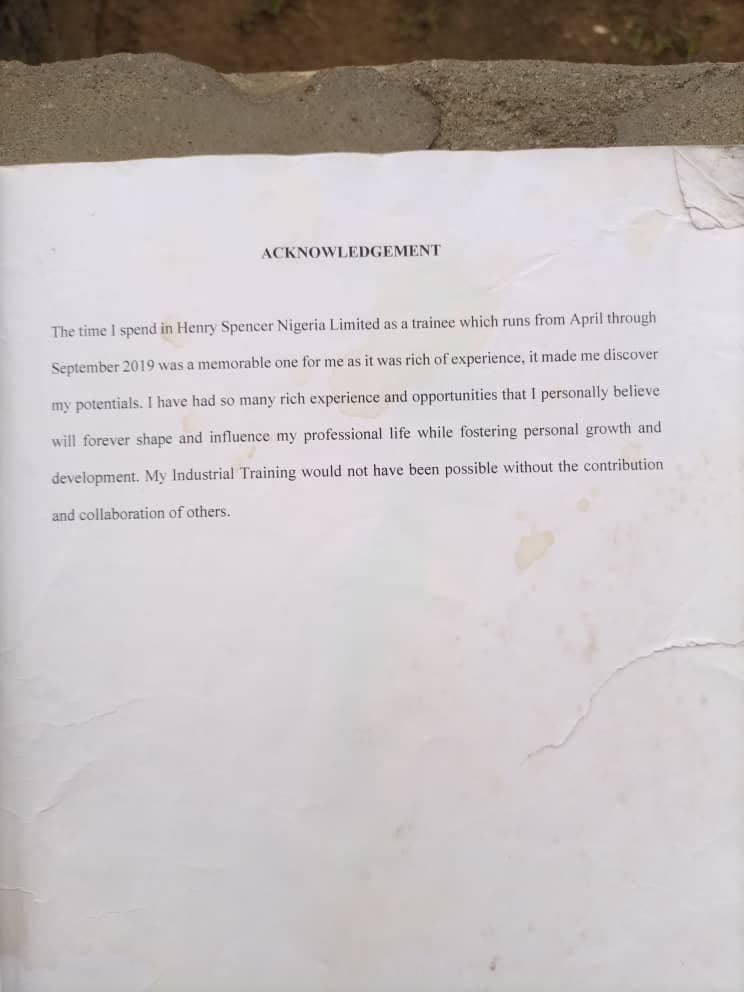 ACKNOWLEDGEMENT
The time I spend in Henry Spencer Nigeria Limited as a trainee which runs from April through
September 2019 was a memorable one for me as it was rich of experience, it made me discover
my potentials. I have had so many rich experience and opportunities that I personally believe
will forever shape and influence my professional life while fostering personal growth and
development. My Industrial Training would not have been possible without the contribution
and collaboration of others.